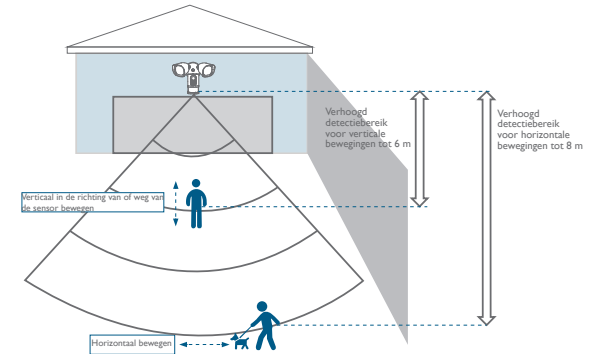 Verhoogd
detectiebereik
voor verticale
bewegingen tot 6 m
Verhoogd
detectiebereik
voor horizontale
bewegingen tot 8 m
Verticaal in de richting van of weg van
de sensor bewegen
Horizontaal bewegen